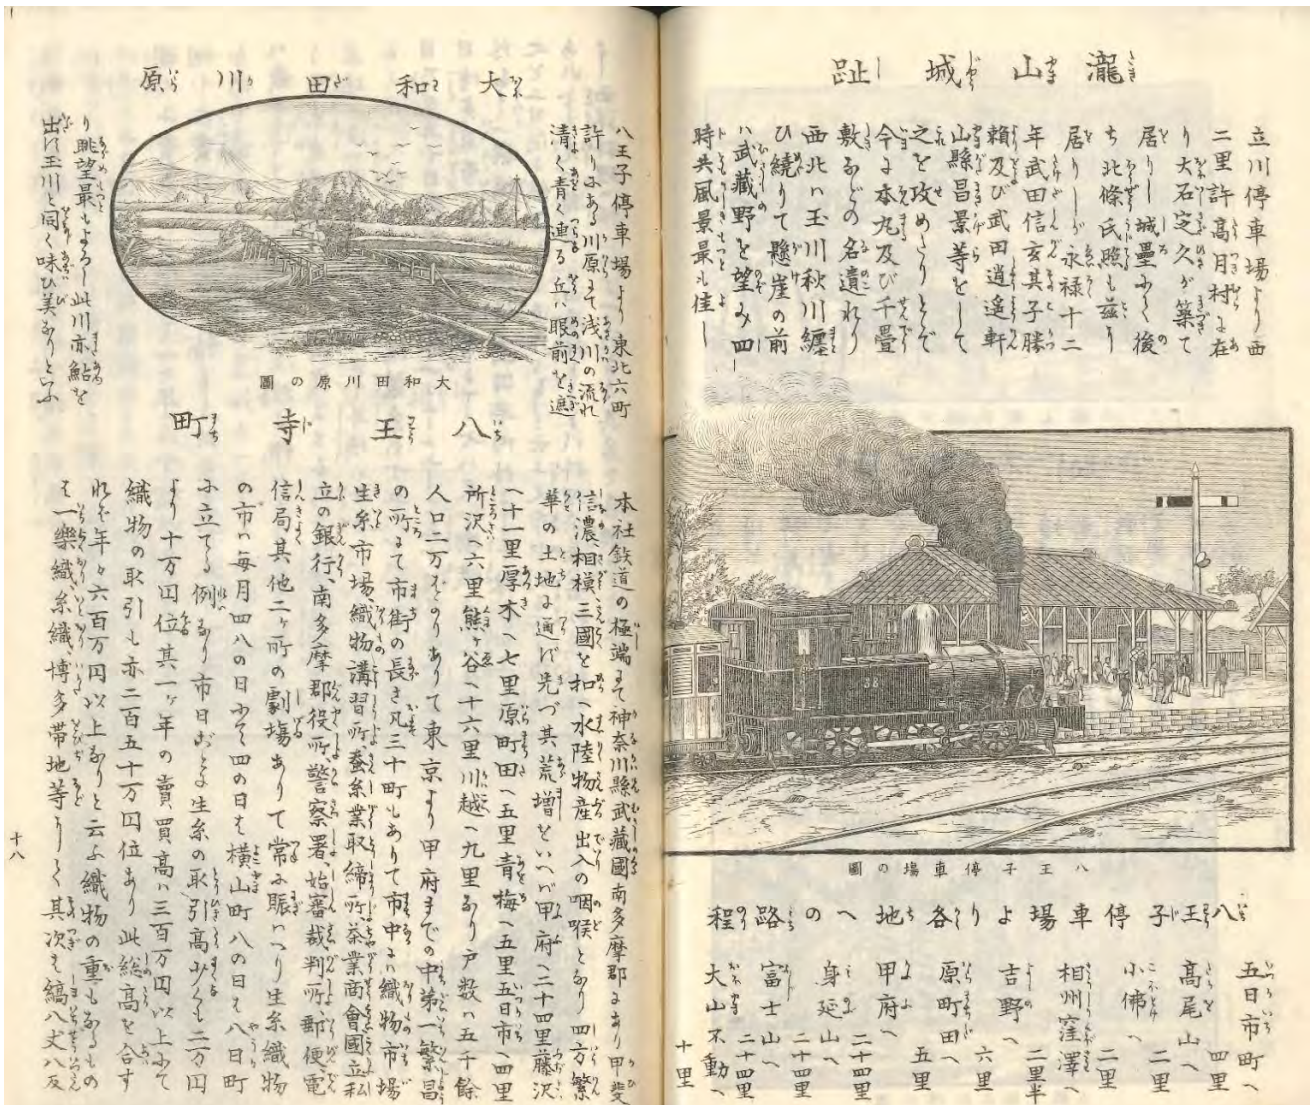 瀧山城趾
立川停車場より西
二里許高月村に在
り大石定久が築て
居りし城壘にて後
ち北條氏照も茲に
居りしが永禄十二
年武田信玄其子勝
頼及び武田逍遥軒
山縣昌景等をして
之を攻めたりとぞ
今に本丸及び千畳
敷などの名遺れり
西北ハ玉川秋川纏
ひ繞りて懸崖の前
ハ武蔵野を望み四
時共風景最も佳し
38
八王子停車場の圖
八王子停車場より各地への路程
五日市町へ 四里
高尾山へ 二里
小佛へ 二里
相州窪澤へ 二里半
吉野へ 六里
原町田へ 五里
甲府へ 二十四里
身延山へ 二十四里
富士山へ 二十四里
大山不動へ 十里
大和田川原
八王子停車場より東北六町
許りにある川原にて浅川の流れ
清く青く連る丘ハ眼前を遮
り眺望最もよろし此川亦鮎を
出に玉川と同く味ひ美なりといふ
大和田川原の圖
八王寺町
本社鉄道の極端にて神奈川縣武藏國南多摩郡にあり甲斐
信濃、相模、三國を扣へ水陸物産出入の咽喉となり四方繁
華の土地に通ず先づ其荒増をいへバ甲府へ二十四里藤沢
へ十一里厚木へ七里原町田へ五里青梅へ五里五日市へ四里
所沢へ六里熊ヶ谷へ十六里川越へ九里なり戸数ハ五千餘
人口二万そのありて東京より甲府までの中第一繁昌
の所にて市街の長き凡三十町もありて市中に織物市場
生糸市場、織物講習所、蚕糸業取締所、茶業商會、國立私
立の銀行、南多摩郡役所、警察署、始審裁判所、郵便電
信局其他二ヶ所の劇場ありて常に賑はへり生糸織物
の市ハ毎月四八の日にて四の日を横山町八の日を八日町
に立てる例なり市日ごとに生糸の取引高少くも二万円
より十万円位其一ヶ年の賣買高ハ三百万円以上にて
織物の取引も亦二百五十万円位あり此総高を合す
れバ年々六百万円以上なりと云ふ織物の重もなるもの
を一樂織、糸織、博多帯地等にして其次を縞八丈八反
十八